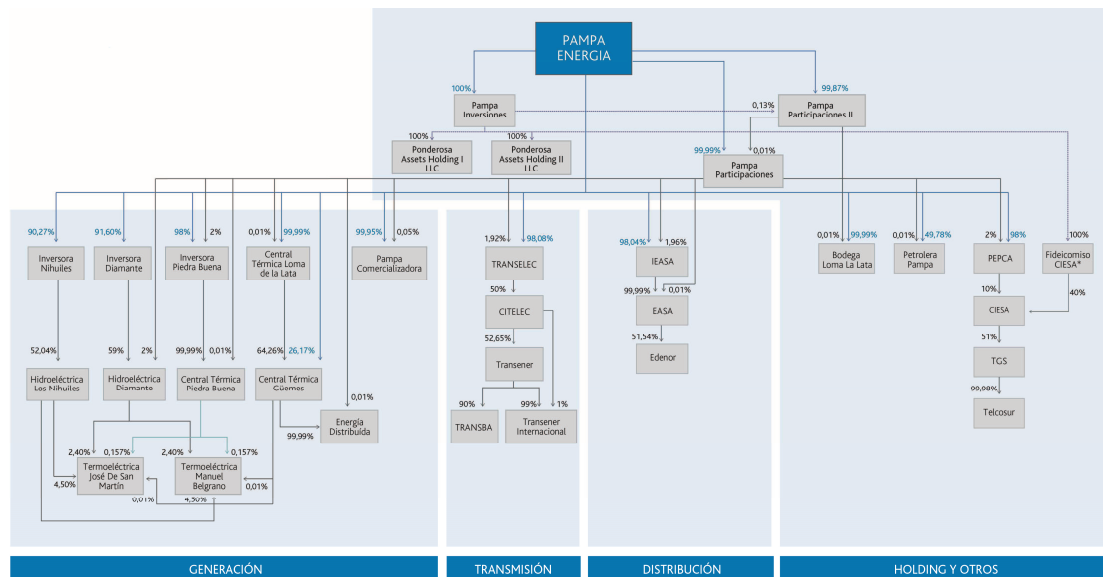 PAMPA
ENERGIA
100%
99,87%
Pampa
Inversiones
0,13%
Pampa
Participaciones II
100%
100%
Ponderosa
Assets Holding I
LLC
Ponderosa
Assets Holding II
LLC
99,99%
0,01%
Pampa
Participaciones
90,27%
91,60%
98%
2%
0,01%
99,99%
99,95%
0,05%
1,92%
98,08%
98,04%
1,96%
0,01%
99,99%
0,01%
49,78%
2%
98%
100%
Inversora
Nihuiles
Inversora
Diamante
Inversora
Piedra Buena
Central
Térmica Loma
de la Lata
Pampa
Comercializadora
TRANSELEC
IEASA
Bodega
Loma La Lata
Petrolera
Pampa
PEPCA
Fideicomiso
CIESA*
50%
99,99%
0,01%
10%
40%
CITELEC
EASA
CIESA
52,04%
59%
2%
99,99%
0,01%
64,26%
26,17%
52,65%
51,54%
51%
Transener
Edenor
TGS
Hidroeléctrica
Los Nihuiles
Hidroeléctrica
Diamante
Central Térmica
Piedra Buena
Central Térmica
Güemes
0,01%
99,99%
90%
99%
1%
99,99%
Energía
Distribuída
TRANSBA
Transener
Internacional
Telcosur
2,40%
0,157%
2,40%
0,157%
Termoeléctrica
José De San
Martín
Termoeléctrica
Manuel
Belgrano
4,50%
0,01%
0,01%
4,50%
GENERACIÓN
TRANSMISIÓN
DISTRIBUCIÓN
HOLDING Y OTROS